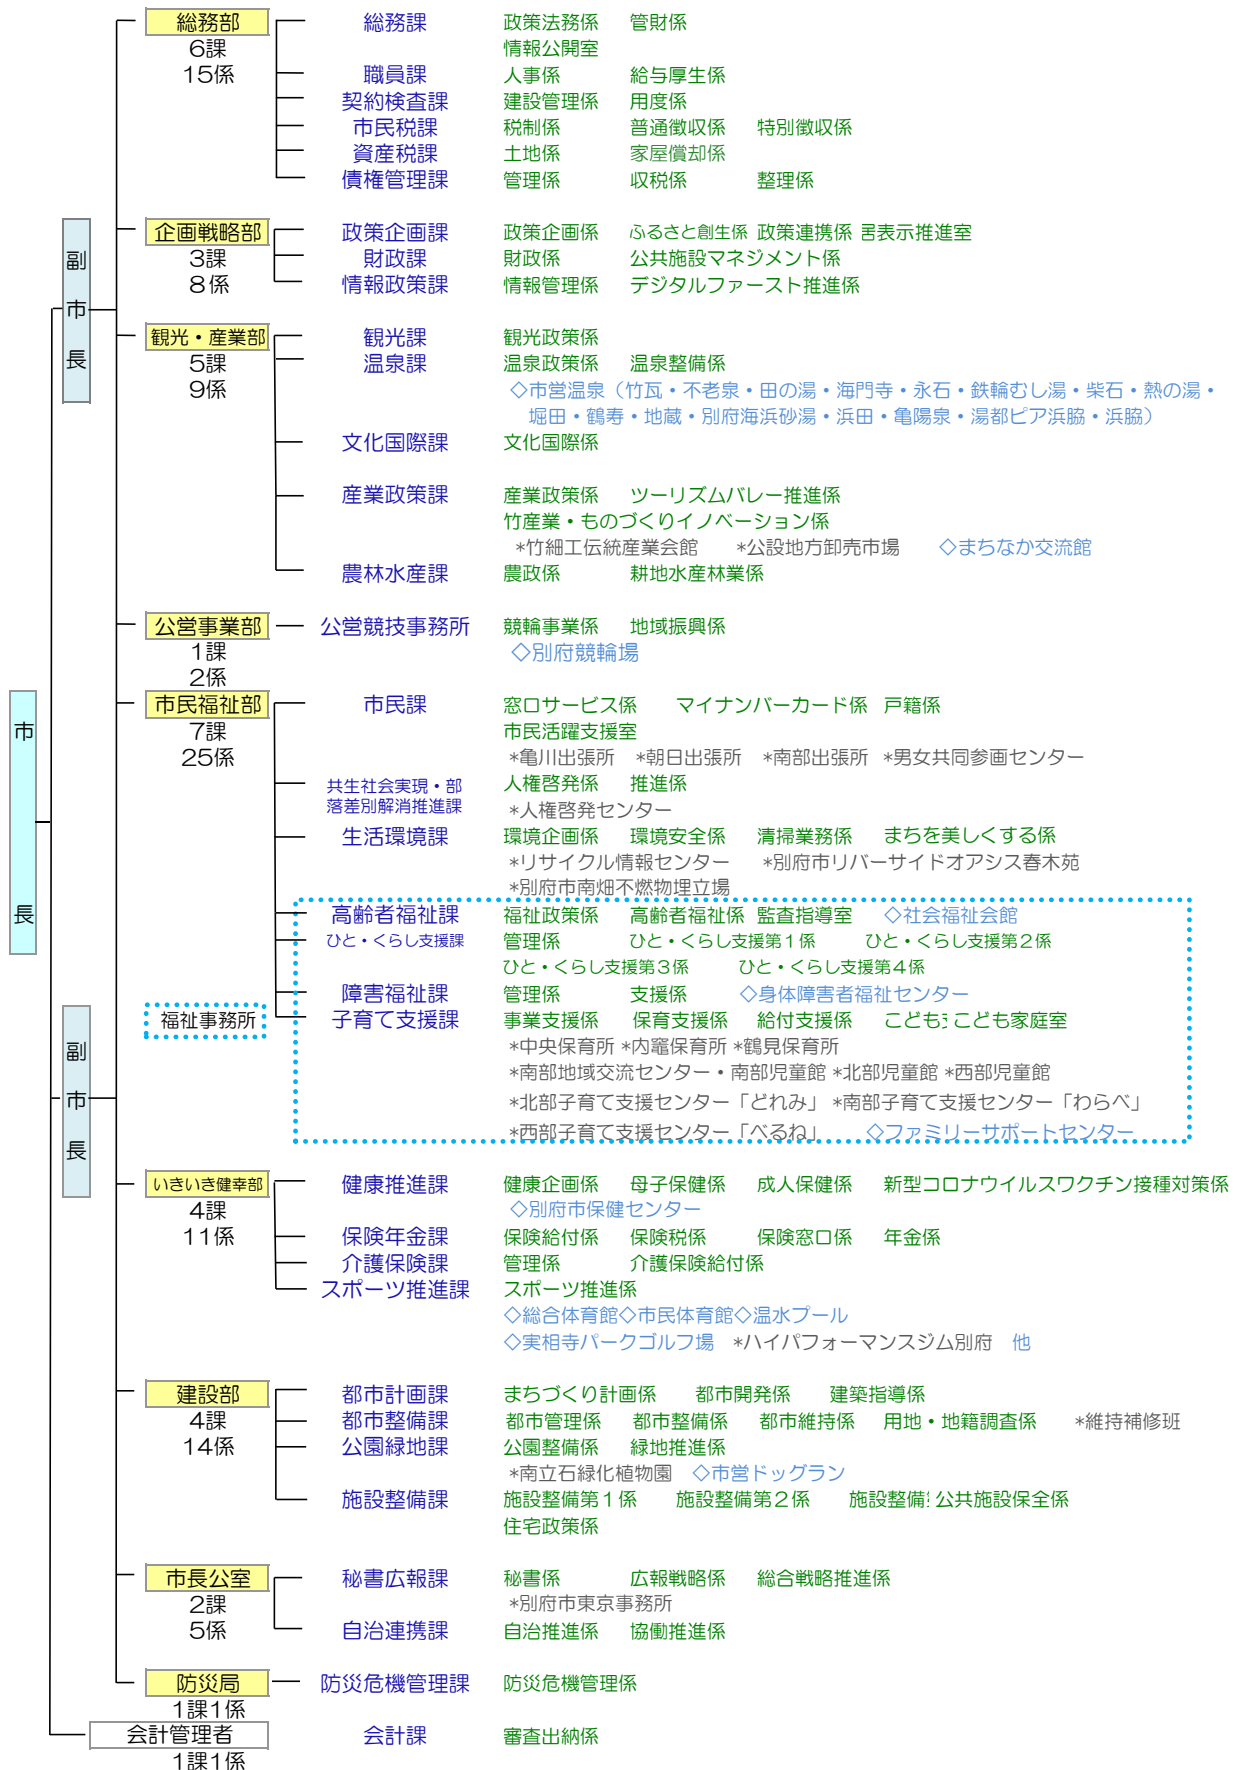 総務部 総務課 政策法務係 管財係
6課 情報公開室
15係 職員課 人事係 給与厚生係
契約検査課 建設管理係 用度係
市民税課 税制係 普通徴収係 特別徴収係
資産税課 土地係 家屋償却係
債権管理課 管理係 収税係 整理係
副市長
企画戦略部 政策企画課 政策企画係 ふるさと創生係 政策連携係 居表示推進室
3課 財政課 財政係 公共施設マネジメント係
8係 情報政策課 情報管理係 デジタルファースト推進係
観光・産業部 観光課 観光政策係
5課 温泉課 温泉政策係 温泉整備係
9係 ◇市営温泉（竹瓦・不老泉・田の湯・海門寺・永石・鉄輪むし湯・柴石・熱の湯・
堀田・鶴寿・地蔵・別府海浜砂湯・浜田・亀陽泉・湯都ピア浜脇・浜脇）
文化国際課 文化国際係
産業政策課 産業政策係 ツーリズムバレー推進係
竹産業・ものづくりイノベーション係
*竹細工伝統産業会館 *公設地方卸売市場 ◇まちなか交流館
農林水産課 農政係 耕地水産林業係
公営事業部 公営競技事務所 競輪事業係 地域振興係
1課 ◇別府競輪場
2係
市長
市民福祉部 市民課 窓口サービス係 マイナンバーカード係 戸籍係
7課 市民活躍支援室
25係 *亀川出張所 *朝日出張所 *南部出張所 *男女共同参画センター
共生社会実現・部 人権啓発係 推進係
落差別解消推進課 *人権啓発センター
生活環境課 環境企画係 環境安全係 清掃業務係 まちを美しくする係
*リサイクル情報センター *別府市リバーサイドオアシス春木苑
*別府市南畑不燃物埋立場
高齢者福祉課 福祉政策係 高齢者福祉係 監査指導室 ◇社会福祉会館
ひと・くらし支援課 管理係 ひと・くらし支援第1係 ひと・くらし支援第2係
ひと・くらし支援第3係 ひと・くらし支援第4係
障害福祉課 管理係 支援係 ◇身体障害者福祉センター
福祉事務所 子育て支援課 事業支援係 保育支援係 給付支援係 こども こども家庭室
*中央保育所 *内竈保育所 *鶴見保育所
*南部地域交流センター・南部児童館 *北部児童館 *西部児童館
*北部子育て支援センター「どれみ」 *南部子育て支援センター「わらべ」
*西部子育て支援センター「べるね」 ◇ファミリーサポートセンター
副市長
いきいき健幸部 健康推進課 健康企画係 母子保健係 成人保健係 新型コロナウイルスワクチン接種対策係
4課 ◇別府市保健センター
11係 保険年金課 保険給付係 保険税係 保険窓口係 年金係
介護保険課 管理係 介護保険給付係
スポーツ推進課 スポーツ推進係
◇総合体育館◇市民体育館◇温水プール
◇実相寺パークゴルフ場 *ハイパフォーマンスジム別府 他
建設部 都市計画課 まちづくり計画係 都市開発係 建築指導係
4課 都市整備課 都市管理係 都市整備係 都市維持係 用地・地籍調査係 *維持補修班
14係 公園緑地課 公園整備係 緑地推進係
*南立石緑化植物園 ◇市営ドッグラン
施設整備課 施設整備第1係 施設整備第2係 施設整備 公共施設保全係
住宅政策係
市長公室 秘書広報課 秘書係 広報戦略係 総合戦略推進係
2課 *別府市東京事務所
5係 自治連携課 自治推進係 協働推進係
防災局 防災危機管理課 防災危機管理係
1課1係
会計管理者 会計課 審査出納係
1課1係